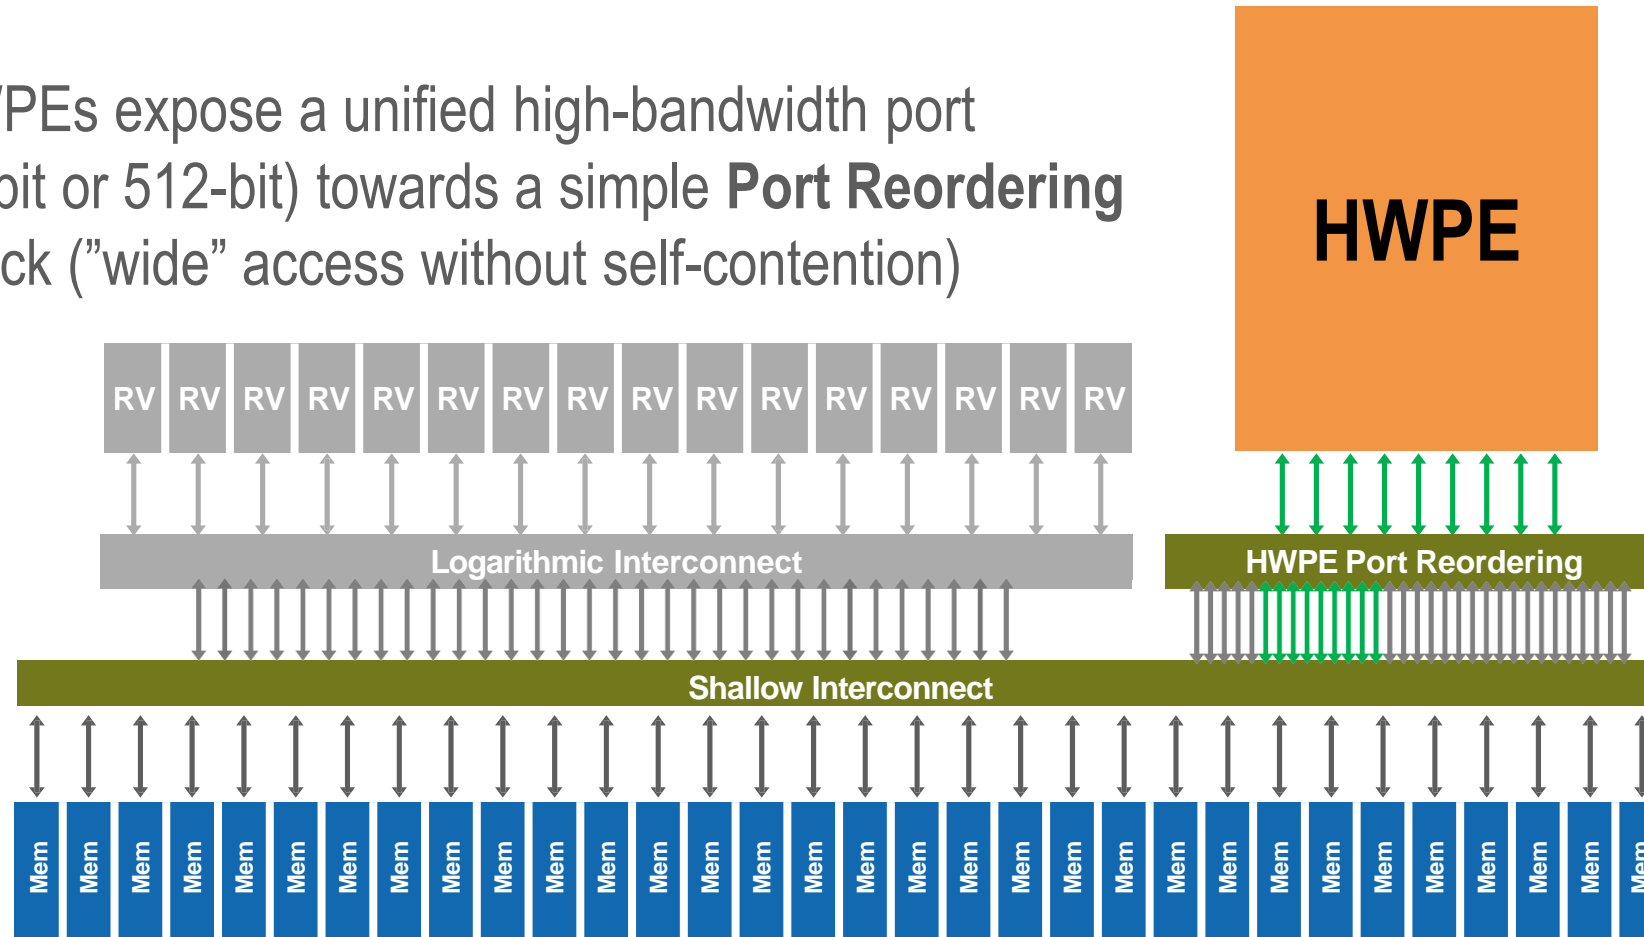 PEs expose a unified high-bandwidth port
bit or 512-bit) towards a simple Port Reordering
ck (”wide” access without self-contention)
HWPE
RV RV RV RV RV RV RV RV RV RV RV RV RV RV RV RV
Logarithmic Interconnect
HWPE Port Reordering
Shallow Interconnect
Mem Mem Mem Mem Mem Mem Mem Mem Mem Mem Mem Mem Mem Mem Mem Mem Mem Mem Mem Mem Mem Mem Mem Mem Mem Mem Mem Mem Mem Mem Mem Mem